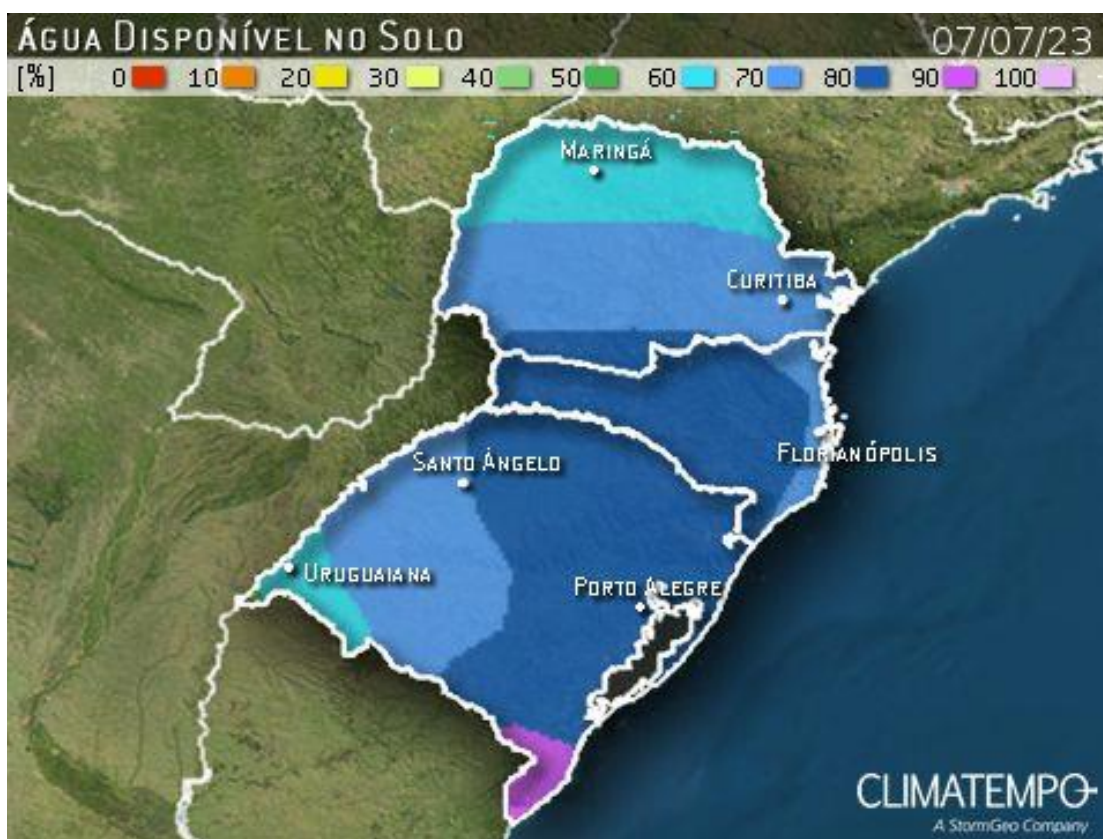 ÁGUA DISPONÍVEL NO SOLO 07/07/23
[%] 0 10 20 30 40 50 60 70 80 90 100
MARINGÁ
CURITIBA
FLORIANÓPOLIS
SANTO ÂNGELO
URUGUAIANA
PORTO ALEGRE
CLIMATEMPO
A StormGeo Company